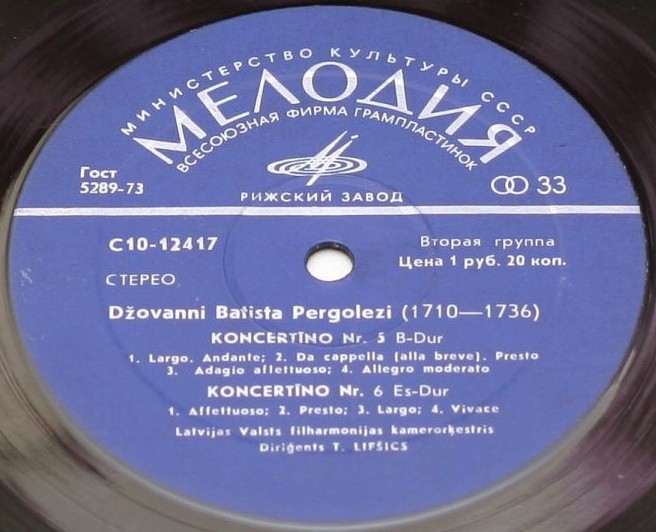 МИНИСТЕРСТВО КУЛЬТУРЫ СССР
МЕЛОДИЯ
ВСЕСОЮЗНАЯ ФИРМА ГРАМПЛАСТИНОК
Гост
5289-73
33
РИЖСКИЙ ЗАВОД
С10-12417
Вторая группа
Цена 1 руб. 20 коп.
СТЕРЕО
Džovanni Batista Pergolezi (1710—1736)
KONCERTĪNO Nr. 5 B-Dur
1. Largo. Andante; 2. Da cappella (alla breve). Presto
3. Adagio affettuoso; 4. Allegro moderato
KONCERTĪNO Nr. 6 Es-Dur
1. Affettuoso; 2. Presto; 3. Largo; 4. Vivace
Latvijas Valsts filharmonijas kamerorķestris
Diriģents T. LIFŠICS